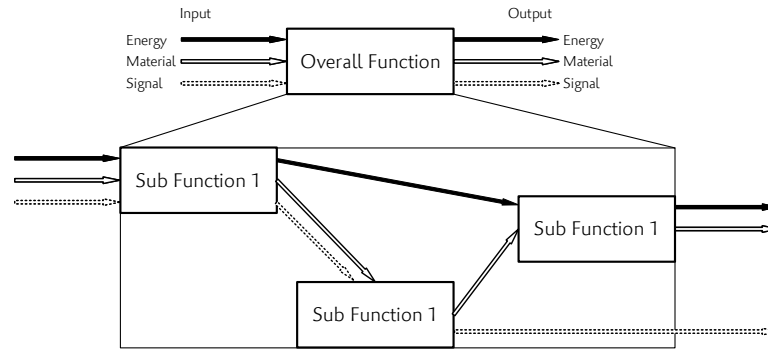 Input
Output
Energy
Material
Signal
Overall Function
Energy
Material
Signal
Sub Function 1
Sub Function 1
Sub Function 1